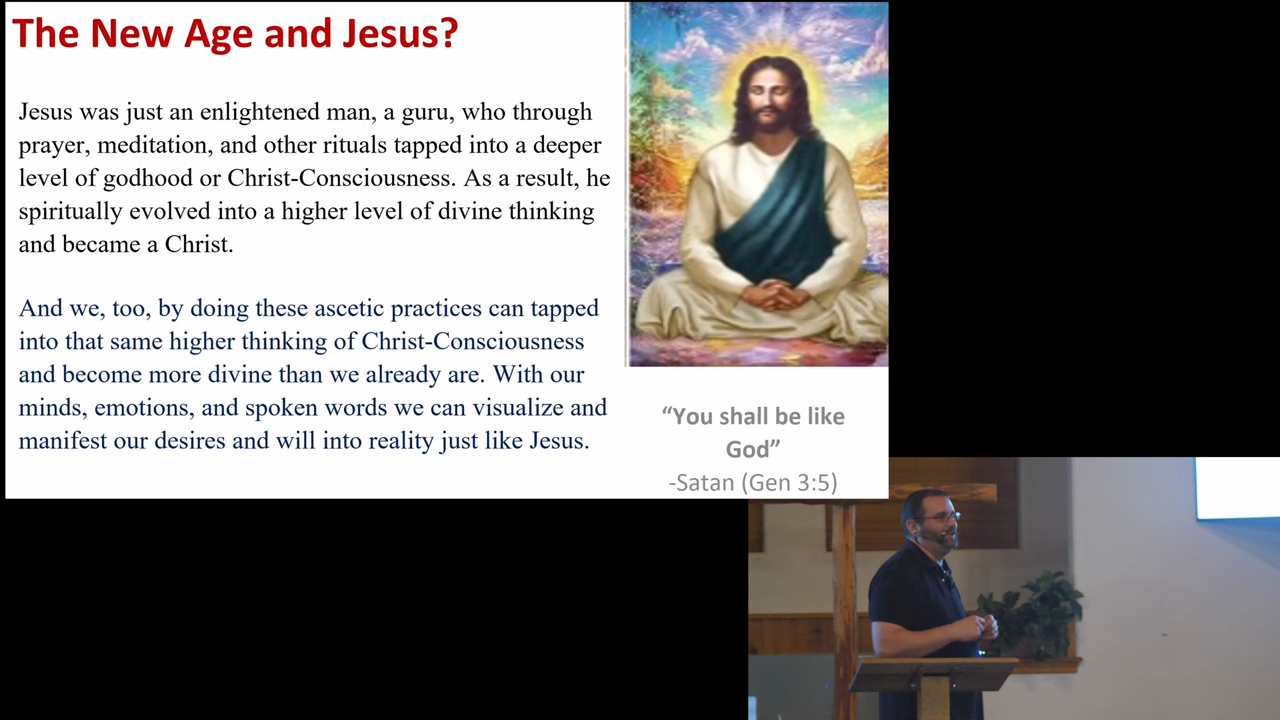 The New Age and Jesus?
Jesus was just an enlightened man, a guru, who through
prayer, meditation, and other rituals tapped into a deeper
level of godhood or Christ-Consciousness. As a result, he
spiritually evolved into a higher level of divine thinking
and became a Christ.
And we, too, by doing these ascetic practices can tapped
into that same higher thinking of Christ-Consciousness
and become more divine than we already are. With our
minds, emotions, and spoken words we can visualize and
manifest our desires and will into reality just like Jesus.
“You shall be like
God”
-Satan (Gen 3:5)